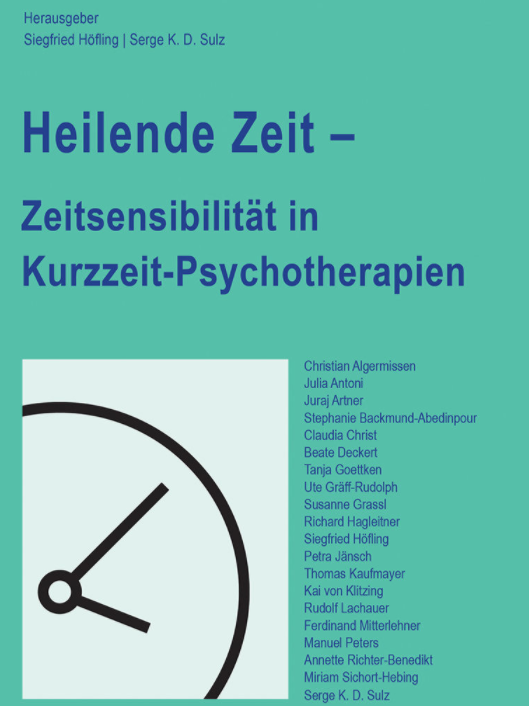 Herausgeber
Siegfried Höfling | Serge K. D. Sulz
Heilende Zeit –
Zeitsensibilität in
Kurzzeit-Psychotherapien
Christian Algermissen
Julia Antoni
Juraj Artner
Stephanie Backmund-Abedinpour
Claudia Christ
Beate Deckert
Tanja Goettken
Ute Gräff-Rudolph
Susanne Grassl
Richard Hagleitner
Siegfried Höfling
Petra Jänsch
Thomas Kaufmayer
Kai von Klitzing
Rudolf Lachauer
Ferdinand Mitterlehner
Manuel Peters
Annette Richter-Benedikt
Miriam Sichort-Hebing
Serge K. D. Sulz